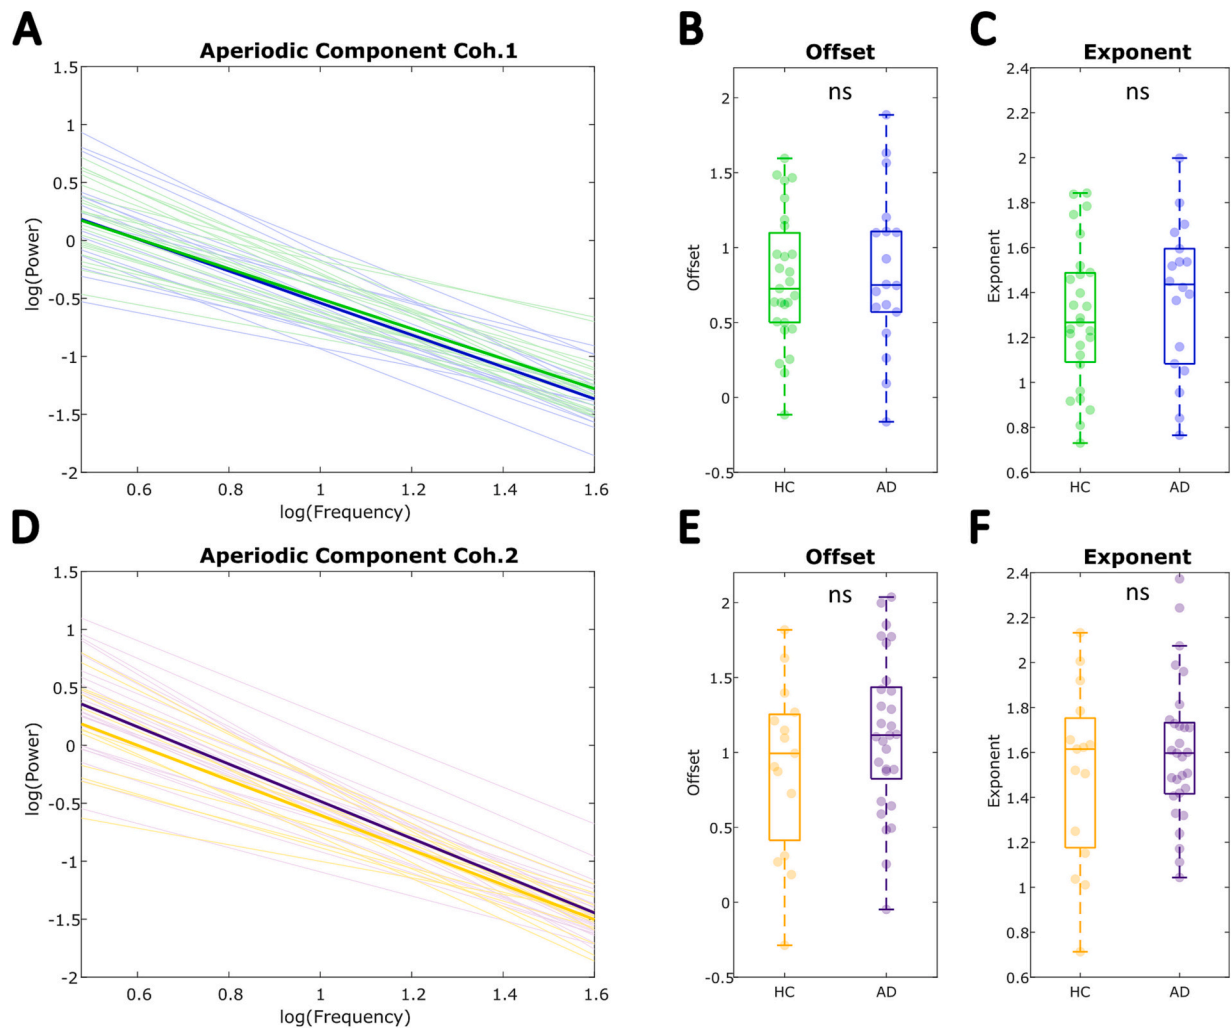 A
Aperiodic Component Coh.1
1.5
1
0.5
0
-0.5
-1
-1.5
-2
log(Power)
0.6 0.8 1 1.2 1.4 1.6
log(Frequency)
B
Offset
ns
2
1.5
1
0.5
0
-0.5
Offset
HC AD
C
Exponent
ns
2.4
2.2
2
1.8
1.6
1.4
1.2
1
0.8
0.6
Exponent
HC AD
D
Aperiodic Component Coh.2
1.5
1
0.5
0
-0.5
-1
-1.5
-2
log(Power)
0.6 0.8 1 1.2 1.4 1.6
log(Frequency)
E
Offset
ns
2
1.5
1
0.5
0
-0.5
Offset
HC AD
F
Exponent
ns
2.4
2.2
2
1.8
1.6
1.4
1.2
1
0.8
0.6
Exponent
HC AD